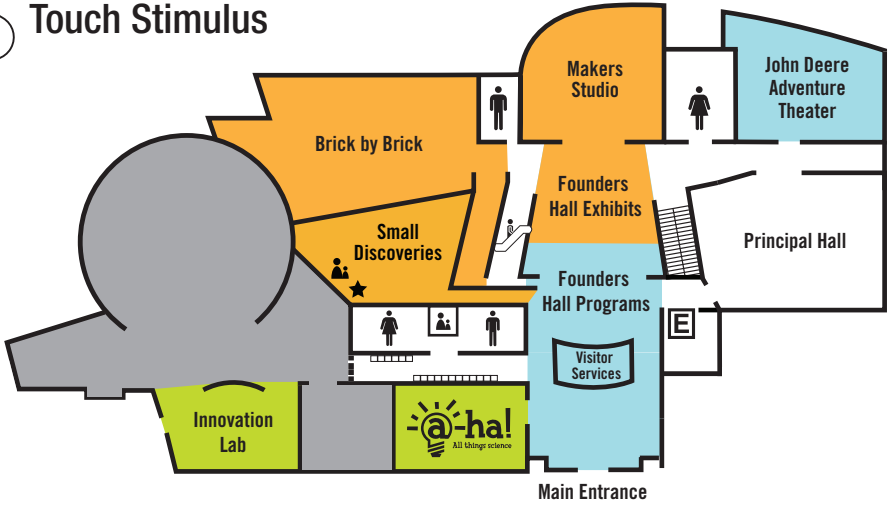 Touch Stimulus
Makers
Studio
John Deere
Adventure
Theater
Brick by Brick
Founders
Hall Exhibits
Small
Discoveries
Principal Hall
Founders
Hall Programs
E
Visitor
Services
Innovation
Lab
@-ha!
All things science
Main Entrance